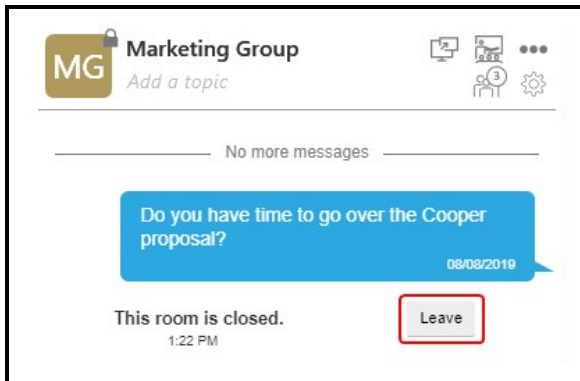 MG
Marketing Group
Add a topic
3
No more messages
Do you have time to go over the Cooper
proposal?
08/08/2019
This room is closed.
Leave
1:22 PM